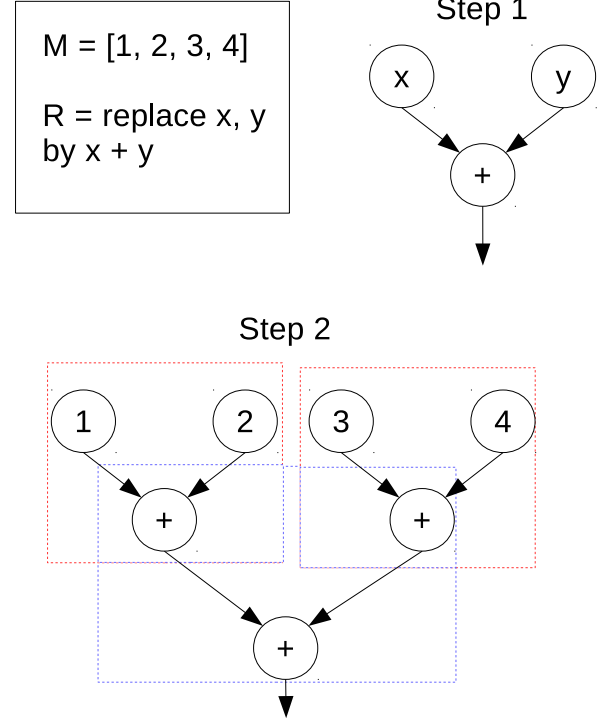 Step 1
M = [1, 2, 3, 4]
R = replace x, y
by x + y
x
y
+
Step 2
1
2
3
4
+
+
+